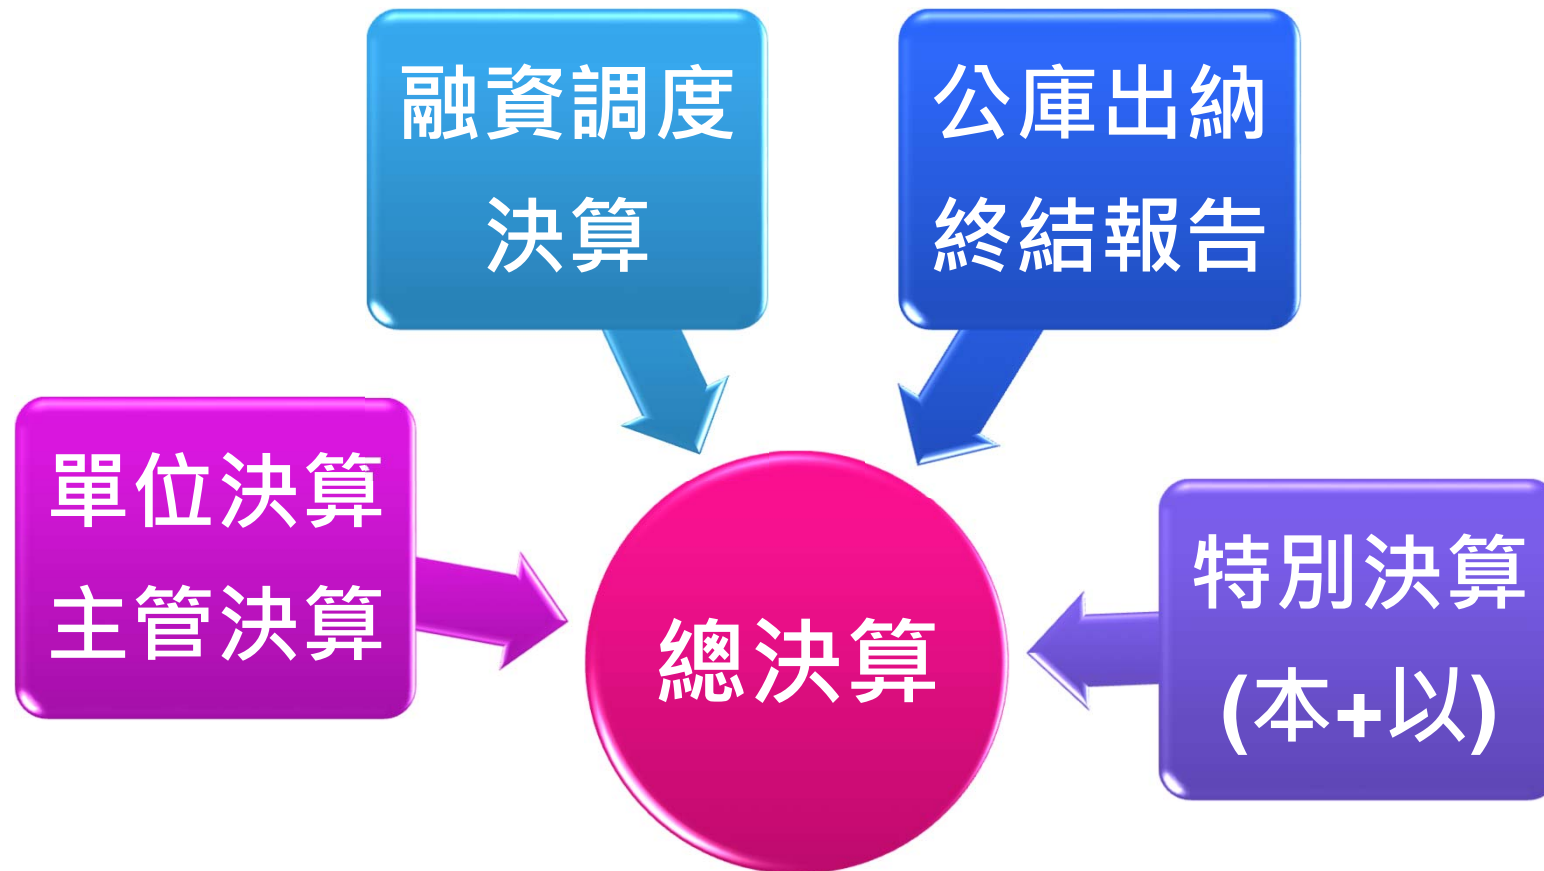 融資調度
決算
公庫出納
終結報告
單位決算
主管決算
總決算
特別決算
(本+以)